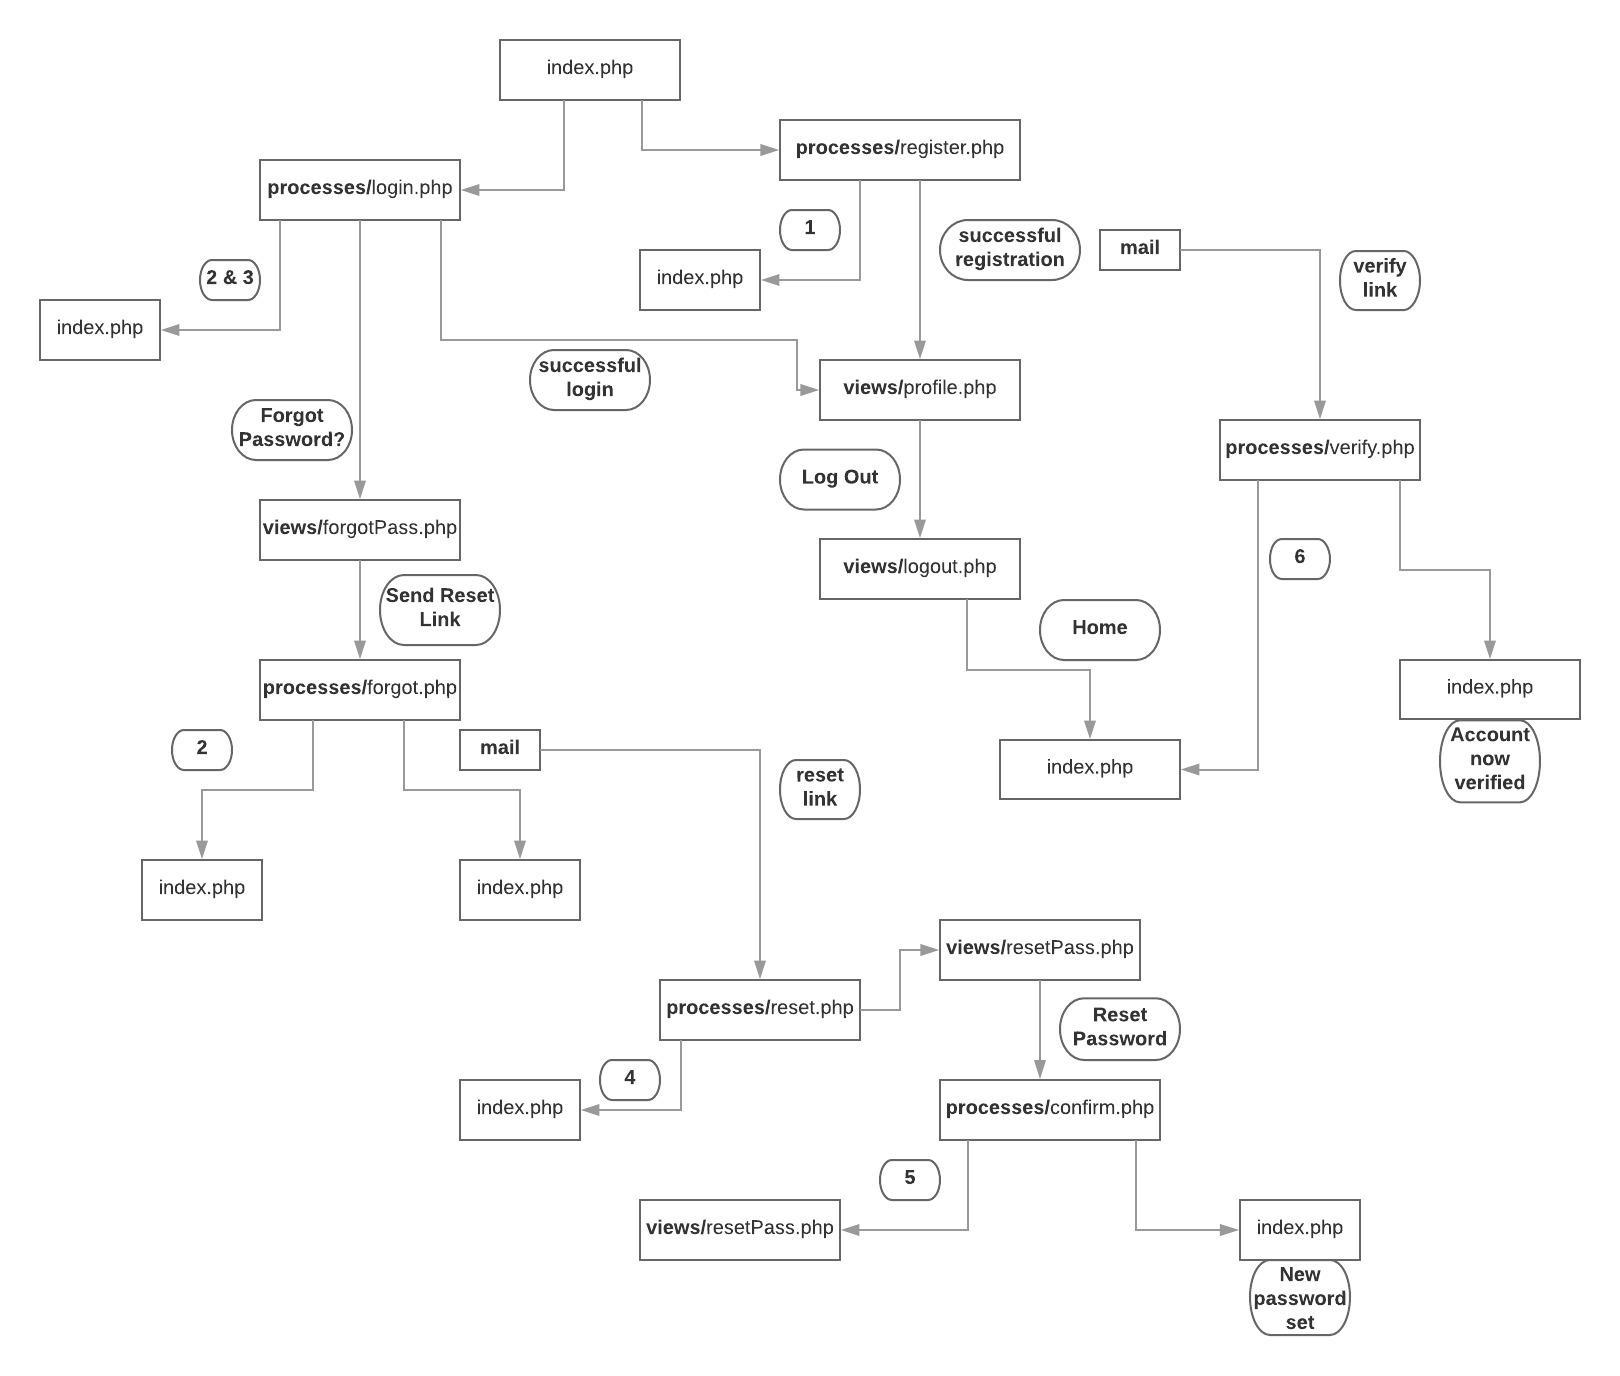 index.php
processes/register.php
processes/login.php
1
successful
registration
mail
verify
link
2 & 3
index.php
index.php
successful
login
views/profile.php
Forgot
Password?
processes/verify.php
Log Out
views/forgotPass.php
views/logout.php
6
Send Reset
Link
Home
processes/forgot.php
index.php
Account
now
verified
2
mail
reset
link
index.php
index.php
index.php
views/resetPass.php
processes/reset.php
Reset
Password
4
index.php
processes/confirm.php
5
views/resetPass.php
index.php
New
password
set